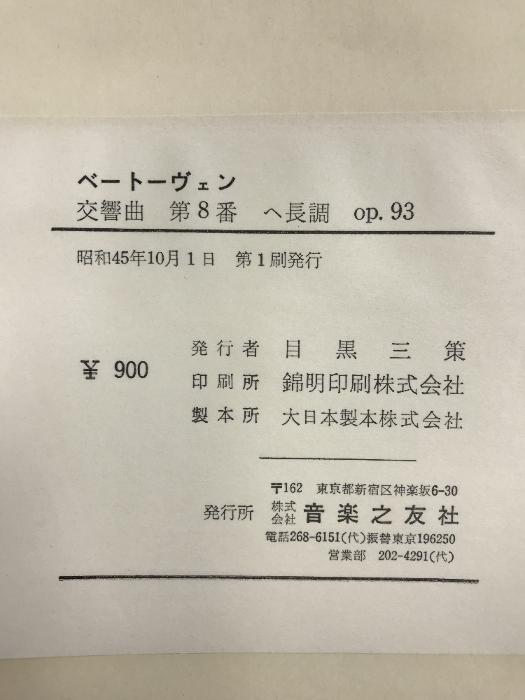 ベートーヴェン
交響曲　第8番　ヘ長調　op.93
昭和45年10月1日　第1刷発行
発行者　目黒三策
¥ 900
印刷所　錦明印刷株式会社
製本所　大日本製本株式会社
〒162　東京都新宿区神楽坂6-30
発行所　株式会社　音楽之友社
電話268-6151(代)振替東京196250
営業部　202-4291(代)